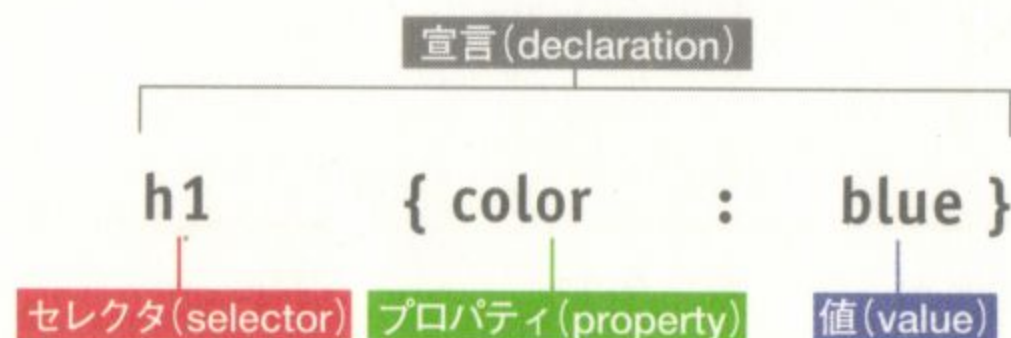 宣言(declaration)
h1 { color : blue }
セレクタ(selector) プロパティ(property) 値(value)